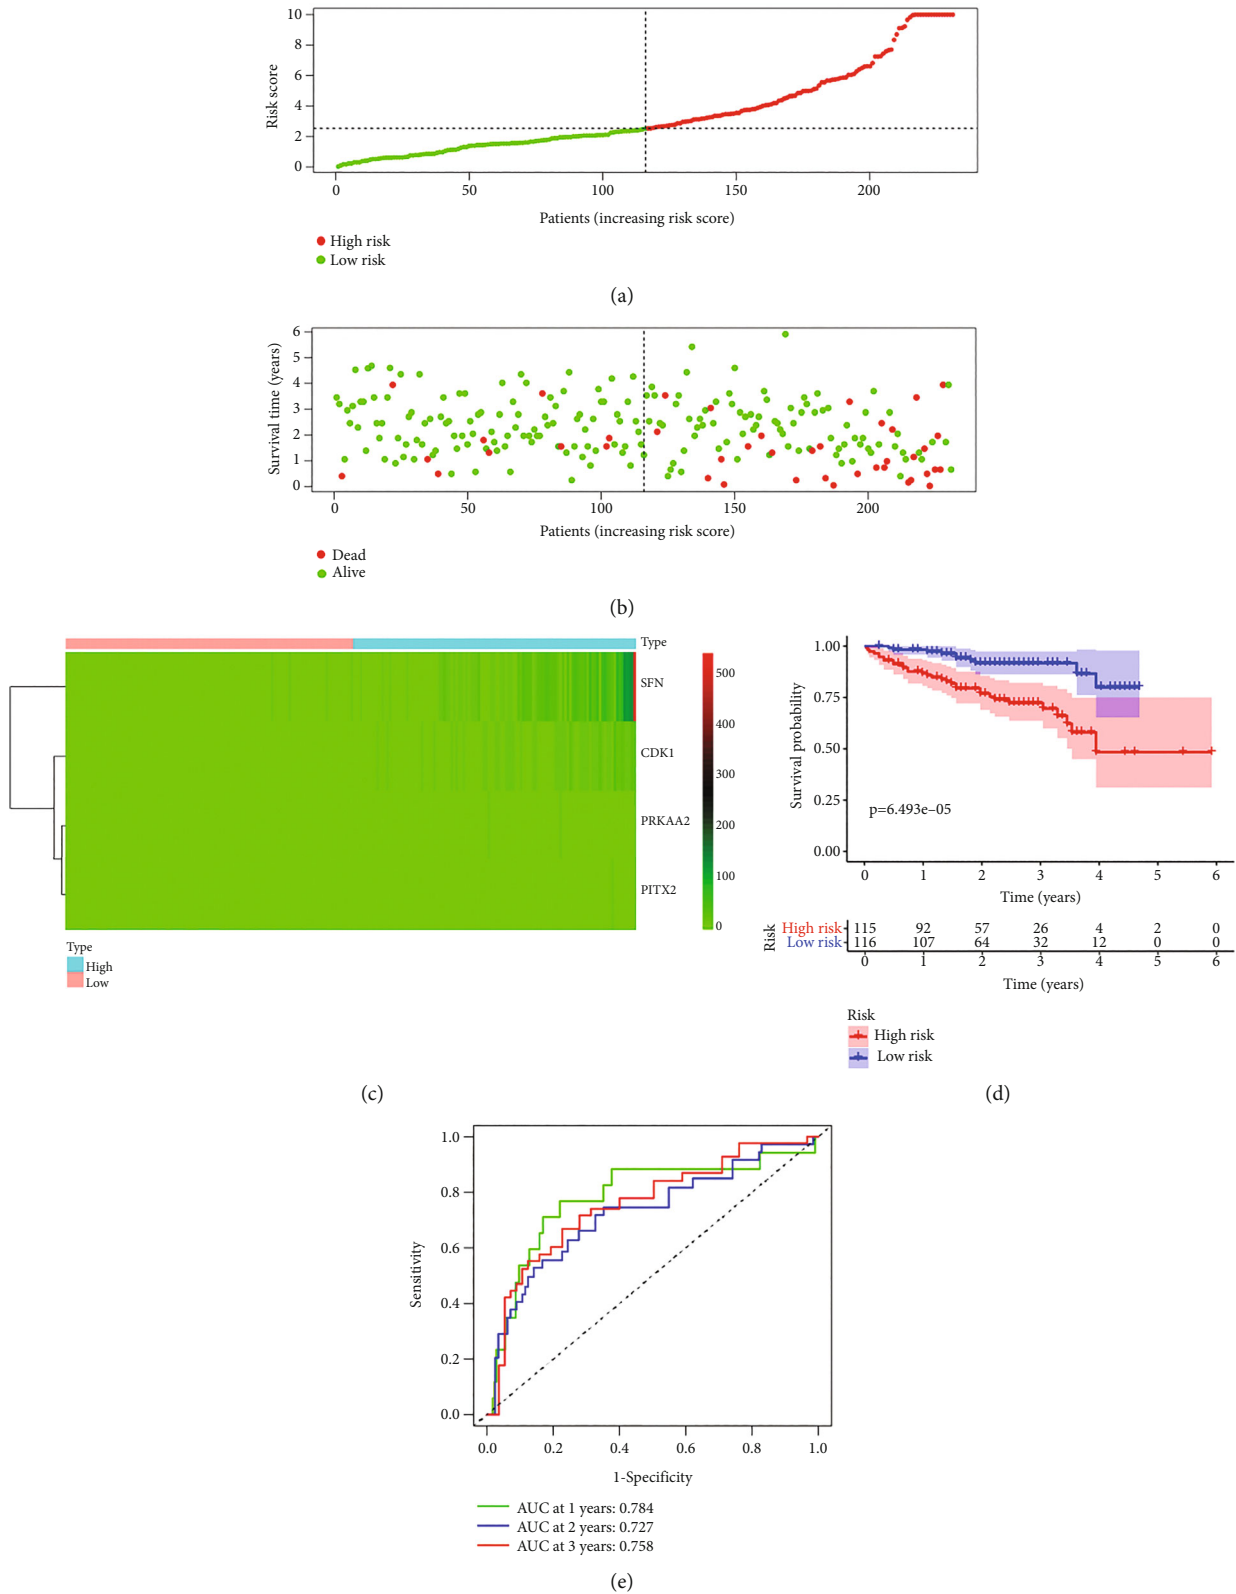 10
8
6
4
2
0
Risk score
0 50 100 150 200
Patients (increasing risk score)
High risk
Low risk
(a)
6
5
4
3
2
1
0
Survival time (years)
0 50 100 150 200
Patients (increasing risk score)
Dead
Alive
(b)
Type
SFN
CDK1
PRKAA2
PITX2
500
400
300
200
100
0
Type
High
Low
(c)
1.00
0.75
0.50
0.25
0.00
Survival probability
p=6.493e–05
0 1 2 3 4 5 6
Time (years)
Risk
High risk 115 92 57 26 4 2 0
Low risk 116 107 64 32 12 0 0
0 1 2 3 4 5 6
Time (years)
Risk
High risk
Low risk
(d)
1.0
0.8
0.6
0.4
0.2
0.0
Sensitivity
0.0 0.2 0.4 0.6 0.8 1.0
1-Specificity
AUC at 1 years: 0.784
AUC at 2 years: 0.727
AUC at 3 years: 0.758
(e)